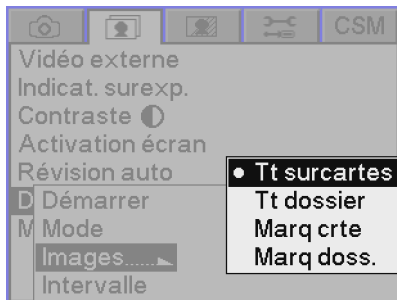 CSM
Vidéo externe
Indicat. surexp.
Contraste
Activation écran
Révision auto
D
M
Démarrer
Mode
Images......
Intervalle
Tt surcartes
Tt dossier
Marq crte
Marq doss.